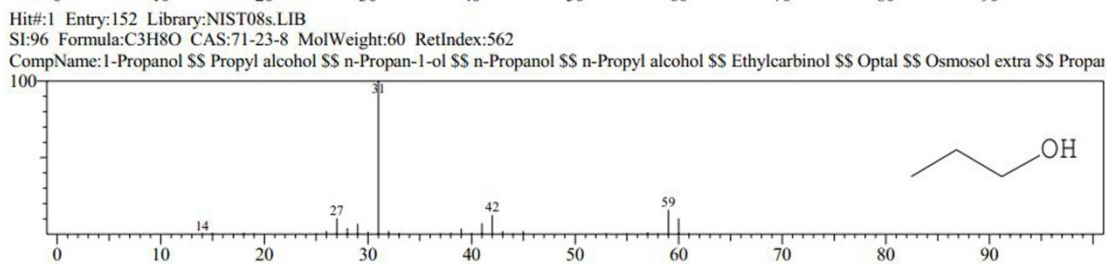 Hit#:1 Entry:152 Library:NIST08s.LIB
SI:96 Formula:C3H8O CAS:71-23-8 MolWeight:60 RetIndex:562
CompName:1-Propanol $$ Propyl alcohol $$ n-Propan-1-ol $$ n-Propanol $$ n-Propyl alcohol $$ Ethylcarbinol $$ Optal $$ Osmosol extra $$ Propan
100
31
OH
27
42
59
14
0 10 20 30 40 50 60 70 80 90